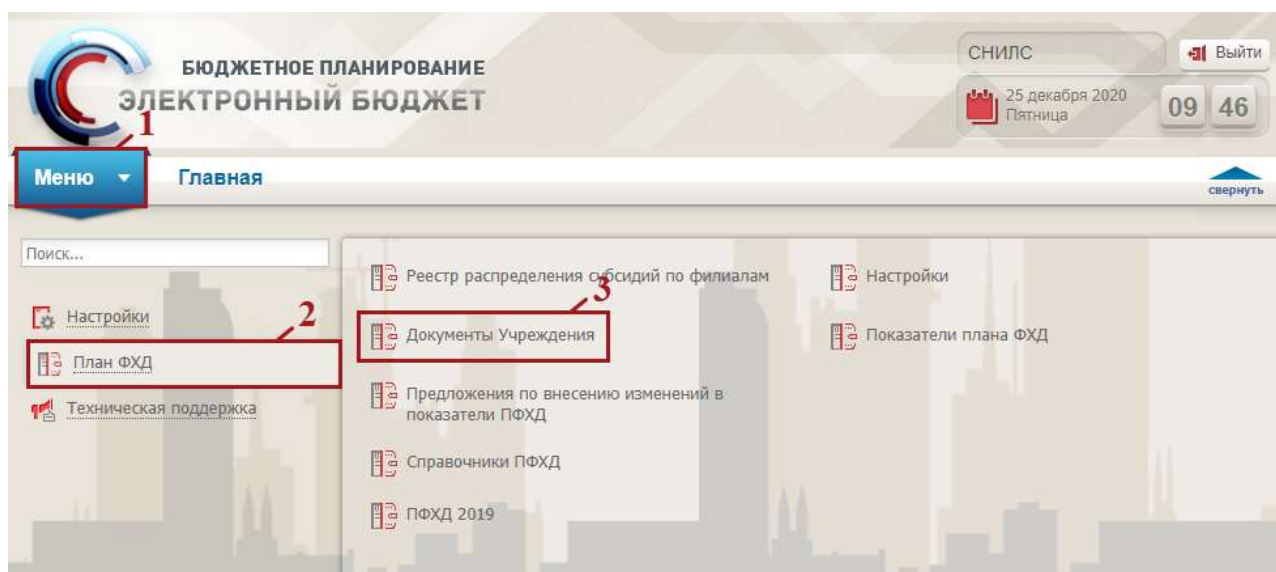 БЮДЖЕТНОЕ ПЛАНИРОВАНИЕ
ЭЛЕКТРОННЫЙ БЮДЖЕТ
СНИЛС
Выйти
25 декабря 2020
Пятница
09 46
1
Меню
Главная
свернуть
Поиск...
Настройки
2
План ФХД
Техническая поддержка
Реестр распределения субсидий по филиалам
3
Документы Учреждения
Предложения по внесению изменений в
показатели ПФХД
Справочники ПФХД
ПФХД 2019
Настройки
Показатели плана ФХД